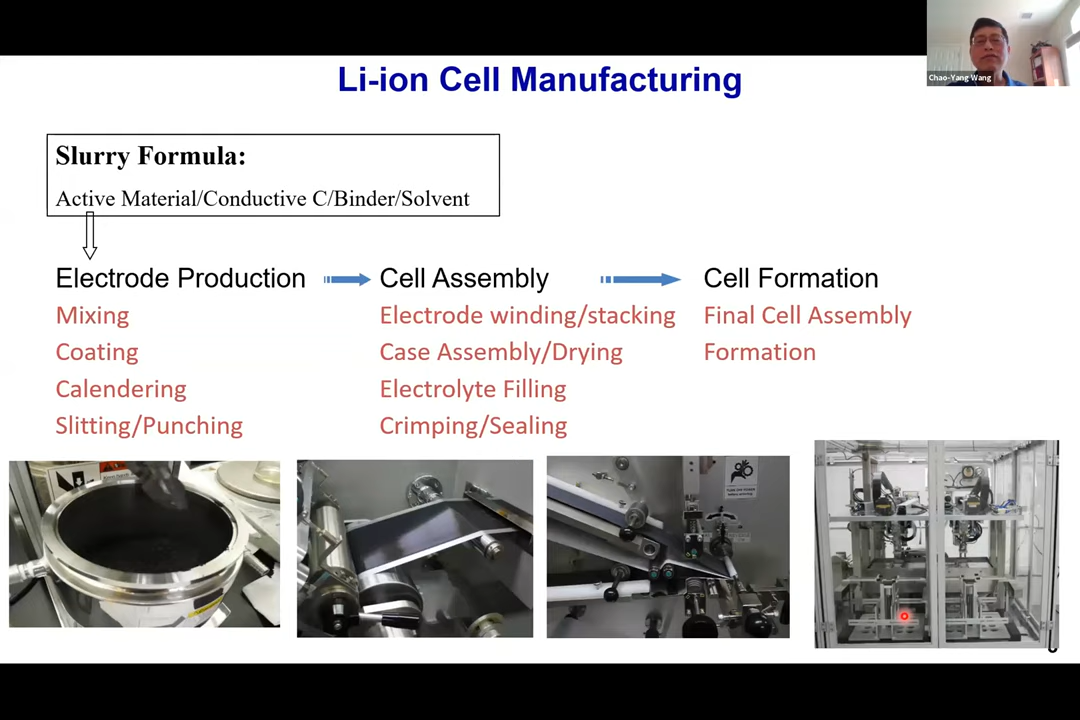 Chao-Yang Wang
Li-ion Cell Manufacturing
Slurry Formula:
Active Material/Conductive C/Binder/Solvent
Electrode Production
Mixing
Coating
Calendering
Slitting/Punching
Cell Assembly
Electrode winding/stacking
Case Assembly/Drying
Electrolyte Filling
Crimping/Sealing
Cell Formation
Final Cell Assembly
Formation